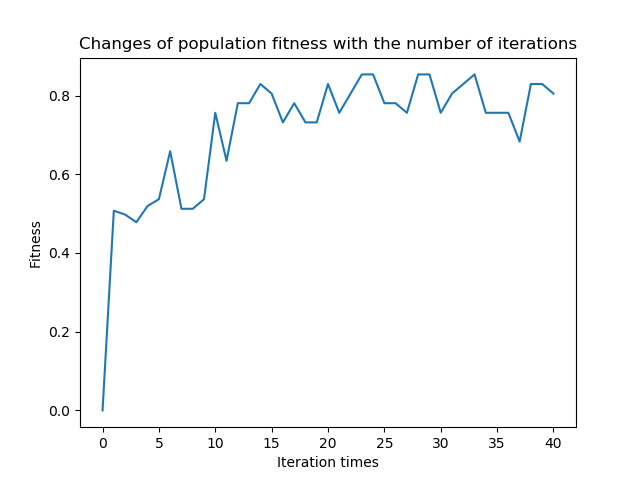 Changes of population fitness with the number of iterations
0.8
0.6
0.4
0.2
0.0
Fitness
0 5 10 15 20 25 30 35 40
Iteration times